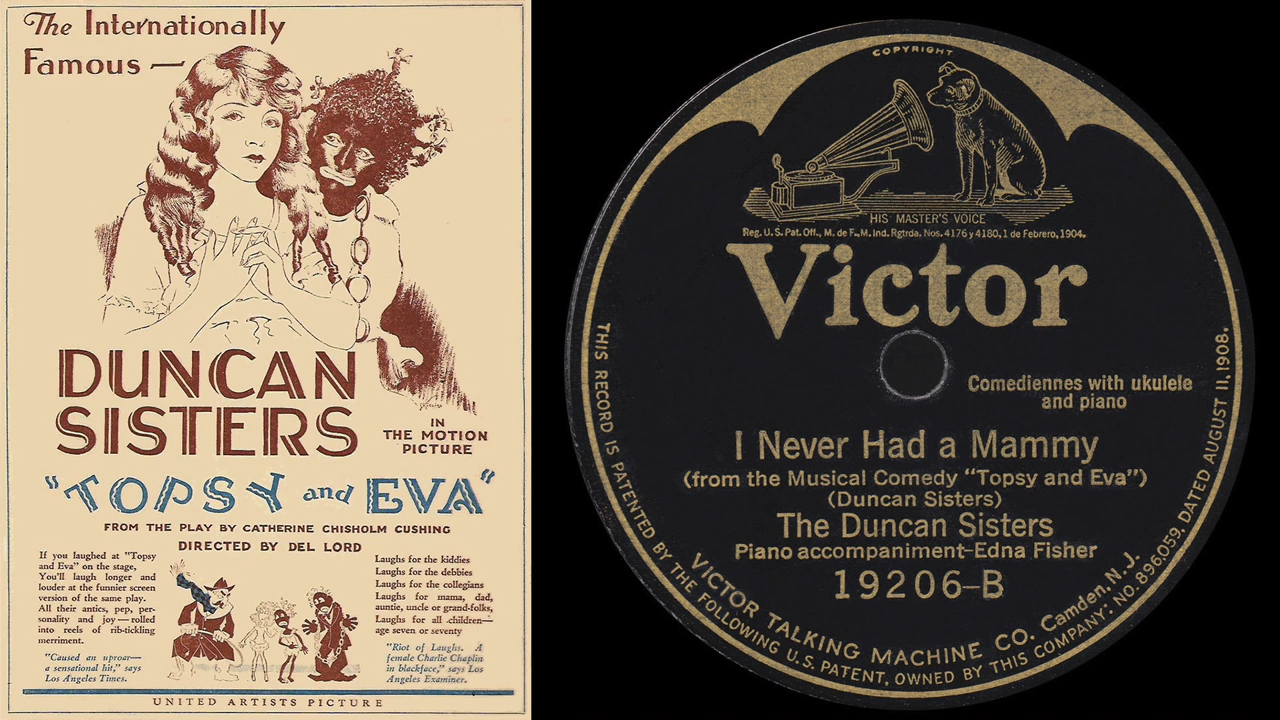 The Internationally
Famous —
DUNCAN
SISTERS
IN
THE MOTION
PICTURE
"TOPSY and EVA"
FROM THE PLAY BY CATHERINE CHISHOLM CUSHING
DIRECTED BY DEL LORD
If you laughed at "Topsy
and Eva" on the stage,
You'll laugh longer and
louder at the funnier screen
version of the same play.
All their antics, pep, per-
sonality and joy—rolled
into reels of rib-tickling
merriment.
"Caused an uproar—
a sensational hit," says
Los Angeles Times.
Laughs for the kiddies
Laughs for the debbies
Laughs for the collegians
Laughs for mama, dad,
auntie, uncle or grand-folks,
Laughs for all children—
age seven or seventy
"Riot of Laughs. A
female Charlie Chaplin
in blackface," says Los
Angeles Examiner.
UNITED ARTISTS PICTURE
COPYRIGHT
HIS MASTER'S VOICE
Reg. U.S. Pat. Off., M. de F., M. Ind. Rgtrda. Nos. 4176 y 4180, 1 de Febrero, 1904.
Victor
Comediennes with ukulele
and piano
I Never Had a Mammy
(from the Musical Comedy "Topsy and Eva")
(Duncan Sisters)
The Duncan Sisters
Piano accompaniment-Edna Fisher
19206-B
VICTOR TALKING MACHINE CO. Camden, N.J.
THIS RECORD IS PATENTED BY THE FOLLOWING U.S. PATENT, OWNED BY THIS COMPANY: NO. 896,059, DATED AUGUST 11, 1908.